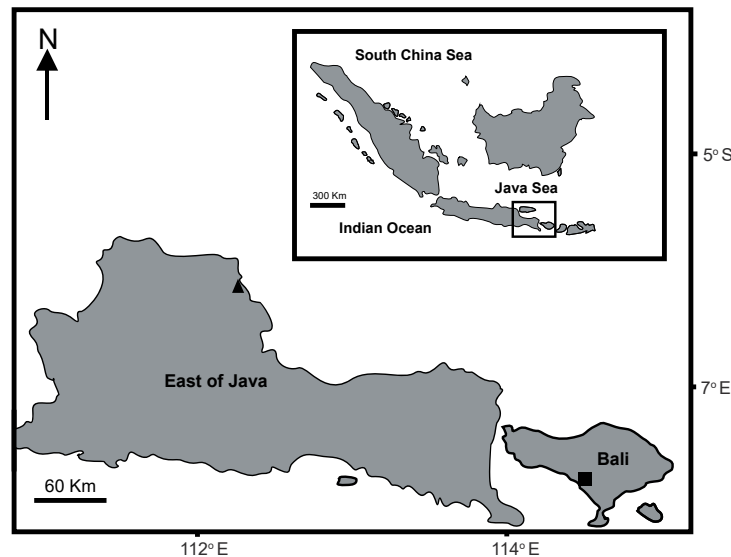 N
South China Sea
5° S
300 Km
Java Sea
Indian Ocean
East of Java
7° E
Bali
60 Km
112° E
114° E